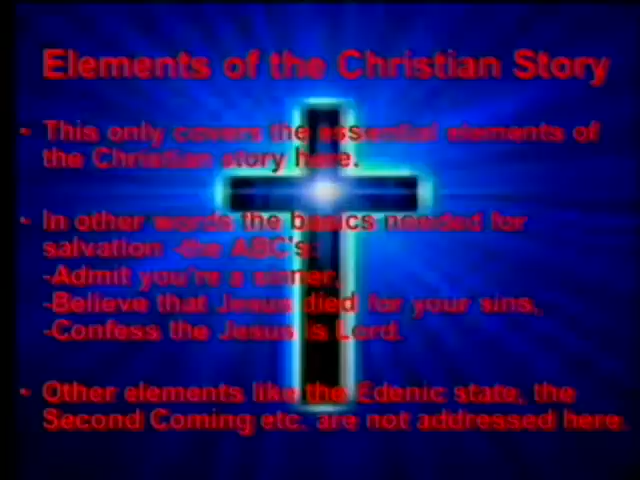 Elements of the Christian Story
- This only covers the essential elements of
the Christian story here.
- In other words the basics needed for
salvation -the ABC's:
-Admit you're a sinner,
-Believe that Jesus died for your sins,
-Confess the Jesus is Lord.
- Other elements like the Edenic state, the
Second Coming etc. are not addressed here.